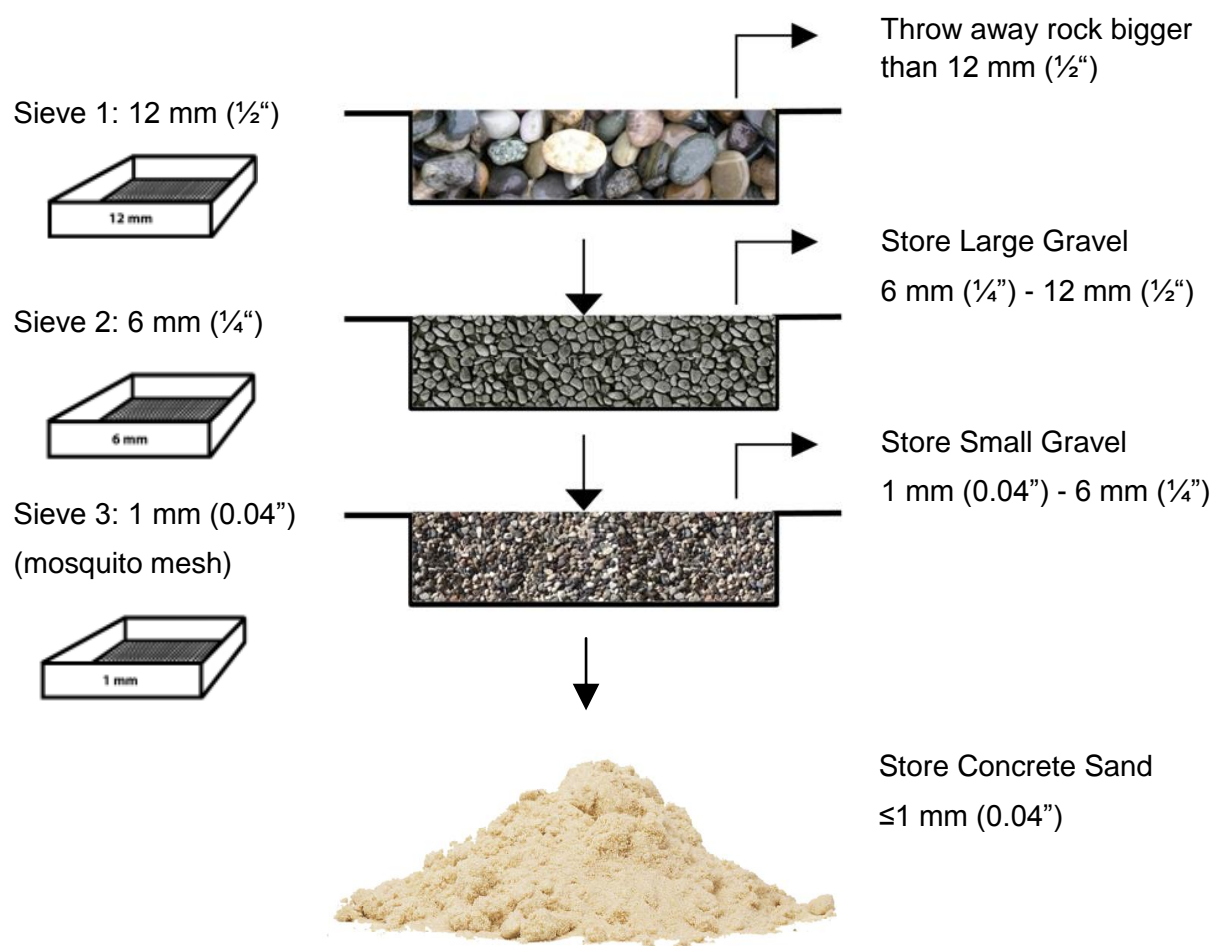 Throw away rock bigger
than 12 mm (½“)
Sieve 1: 12 mm (½“)
12 mm
Store Large Gravel
6 mm (¼”) - 12 mm (½“)
Sieve 2: 6 mm (¼“)
6 mm
Store Small Gravel
1 mm (0.04”) - 6 mm (¼”)
Sieve 3: 1 mm (0.04”)
(mosquito mesh)
1 mm
Store Concrete Sand
≤1 mm (0.04”)